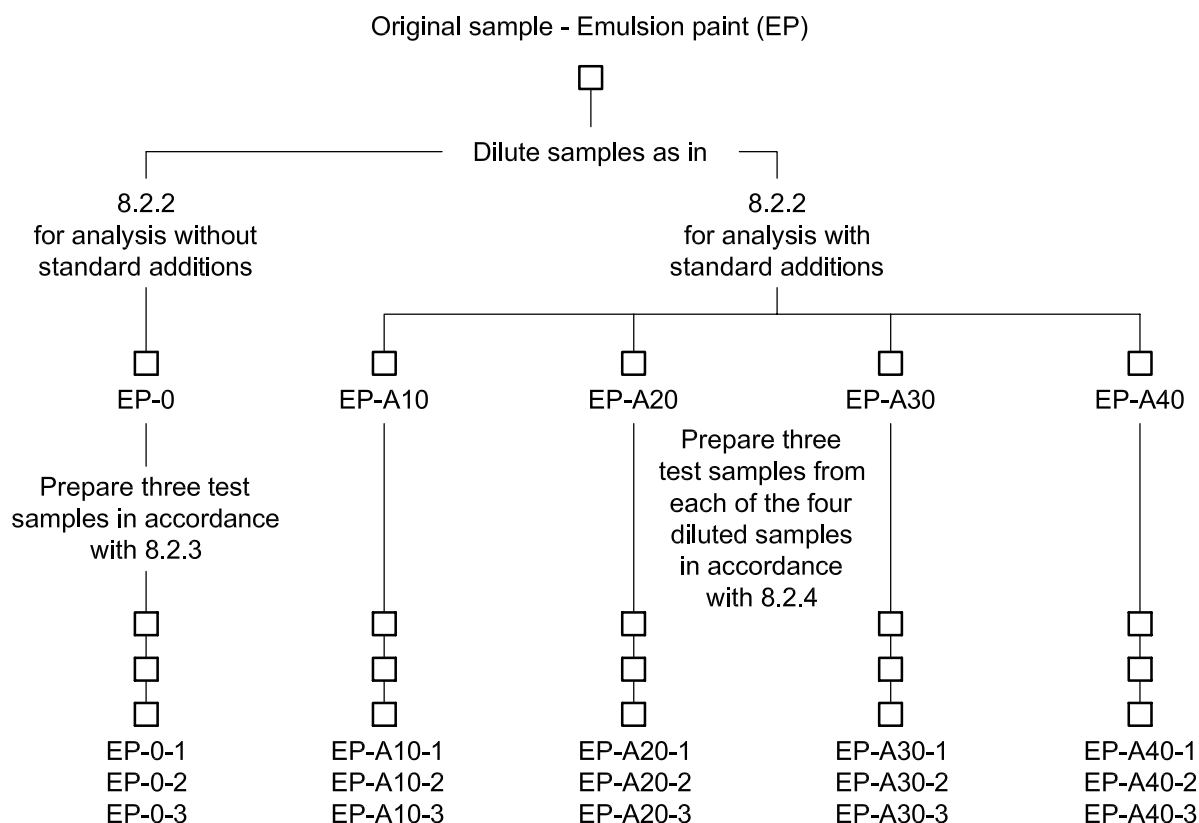 Original sample - Emulsion paint (EP)
Dilute samples as in
8.2.2
for analysis without
standard additions
8.2.2
for analysis with
standard additions
EP-0
EP-A10
EP-A20
EP-A30
EP-A40
Prepare three test
samples in accordance
with 8.2.3
Prepare three
test samples from
each of the four
diluted samples
in accordance
with 8.2.4
EP-0-1
EP-0-2
EP-0-3
EP-A10-1
EP-A10-2
EP-A10-3
EP-A20-1
EP-A20-2
EP-A20-3
EP-A30-1
EP-A30-2
EP-A30-3
EP-A40-1
EP-A40-2
EP-A40-3